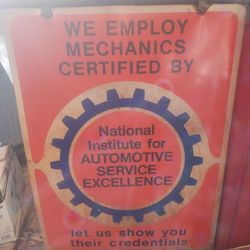 WE EMPLOY
MECHANICS
CERTIFIED BY
National
Institute for
AUTOMOTIVE
SERVICE
EXCELLENCE
let us show you
their credentials